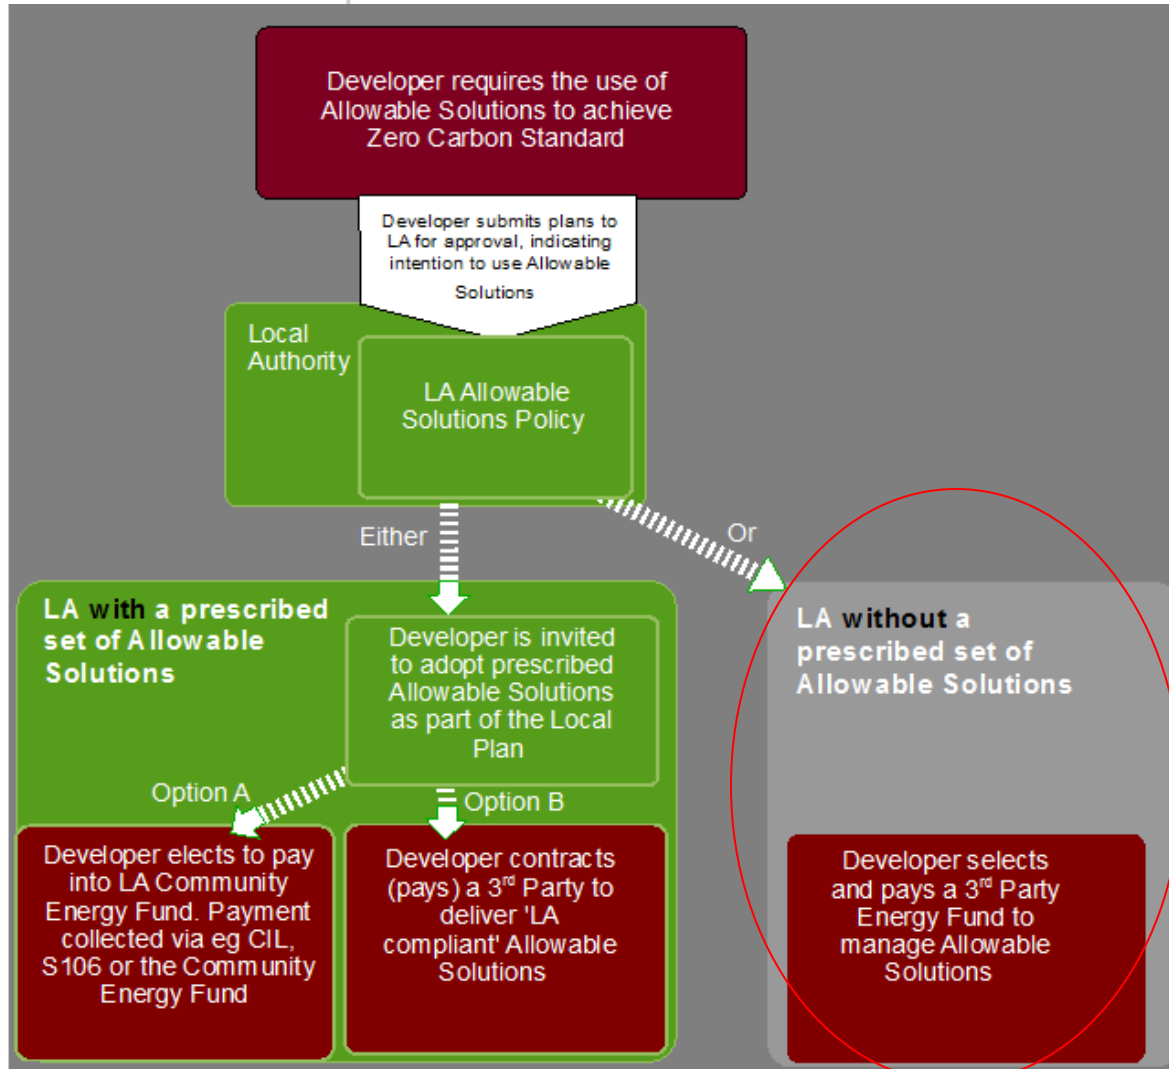 Developer requires the use of
Allowable Solutions to achieve
Zero Carbon Standard
Developer submits plans to
LA for approval, indicating
intention to use Allowable
Solutions
Local
Authority
LA Allowable
Solutions Policy
Either
Or
LA with a prescribed
set of Allowable
Solutions
Developer is invited
to adopt prescribed
Allowable Solutions
as part of the Local
Plan
LA without a
prescribed set of
Allowable Solutions
Option A
Option B
Developer elects to pay
into LA Community
Energy Fund. Payment
collected via eg CIL,
S106 or the Community
Energy Fund
Developer contracts
(pays) a 3rd Party to
deliver 'LA
compliant' Allowable
Solutions
Developer selects
and pays a 3rd Party
Energy Fund to
manage Allowable
Solutions